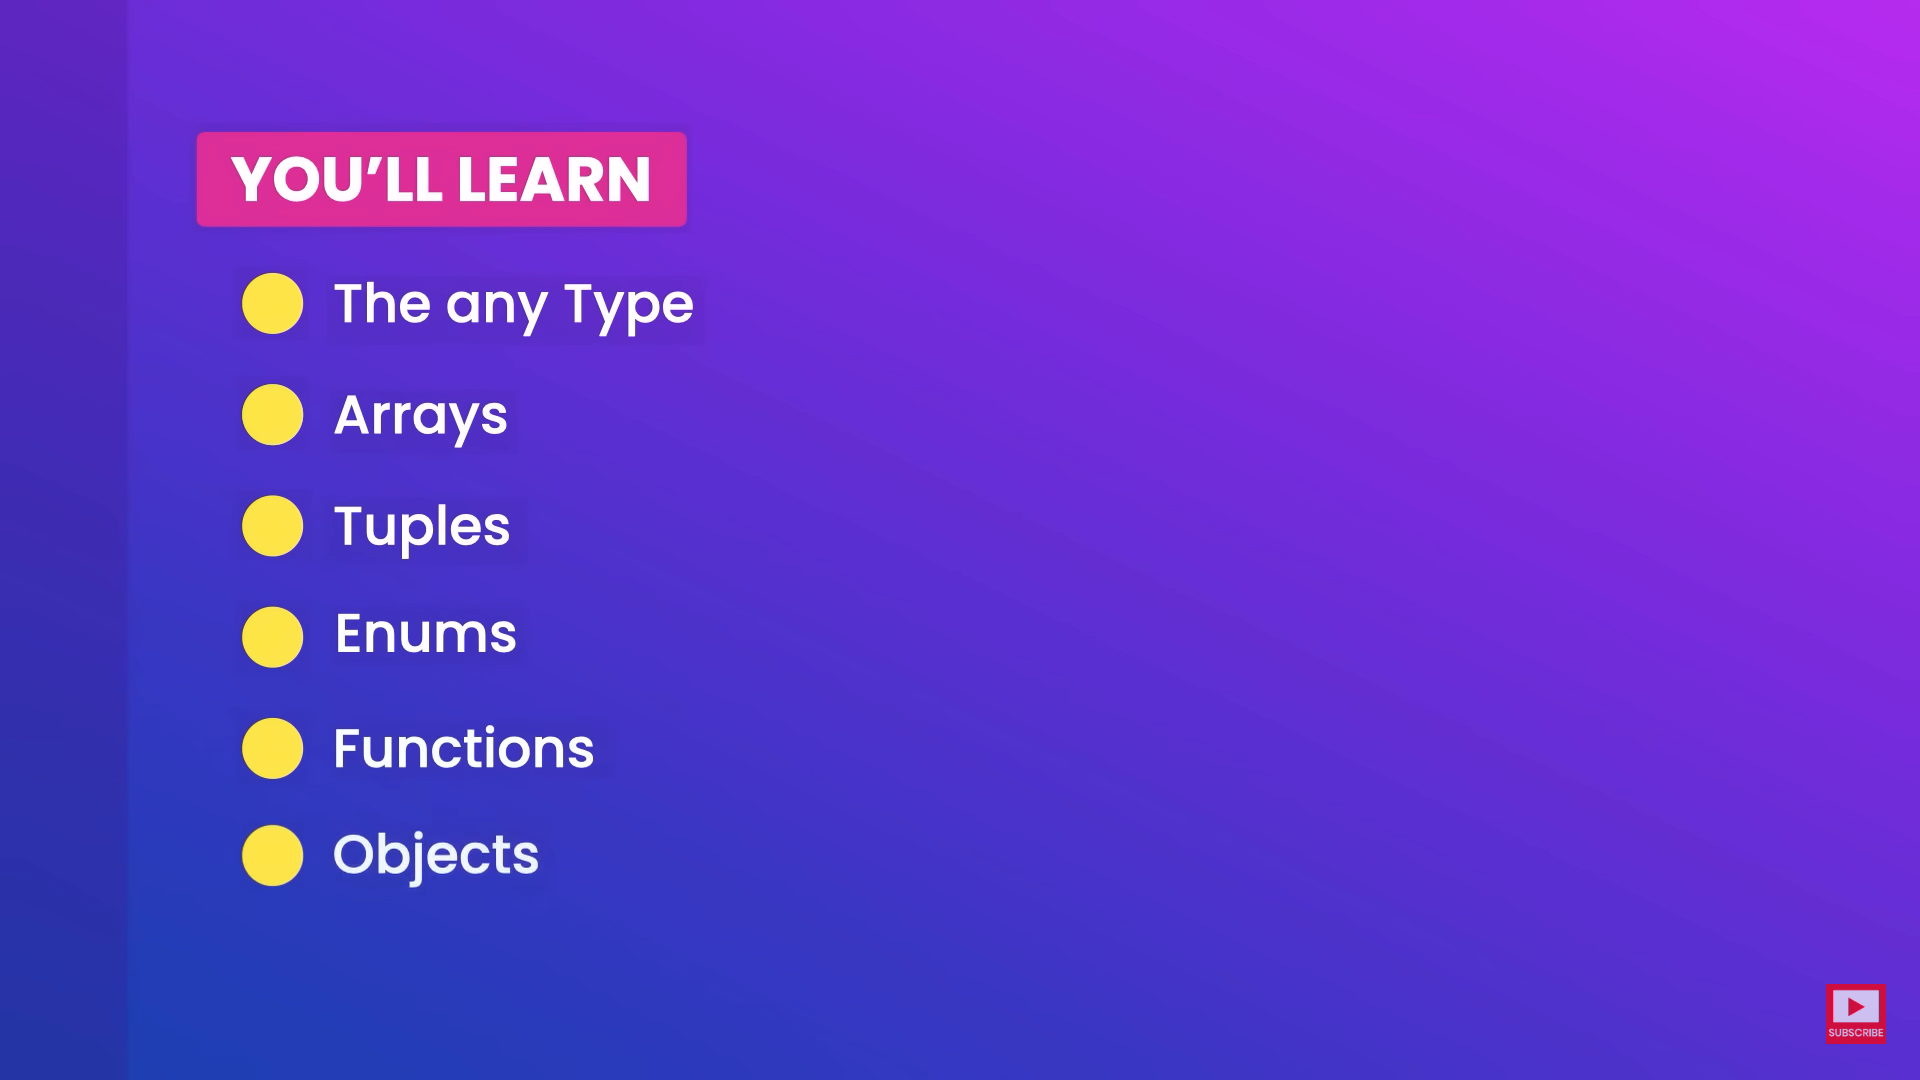 YOU’LL LEARN
The any Type
Arrays
Tuples
Enums
Functions
Objects
SUBSCRIBE